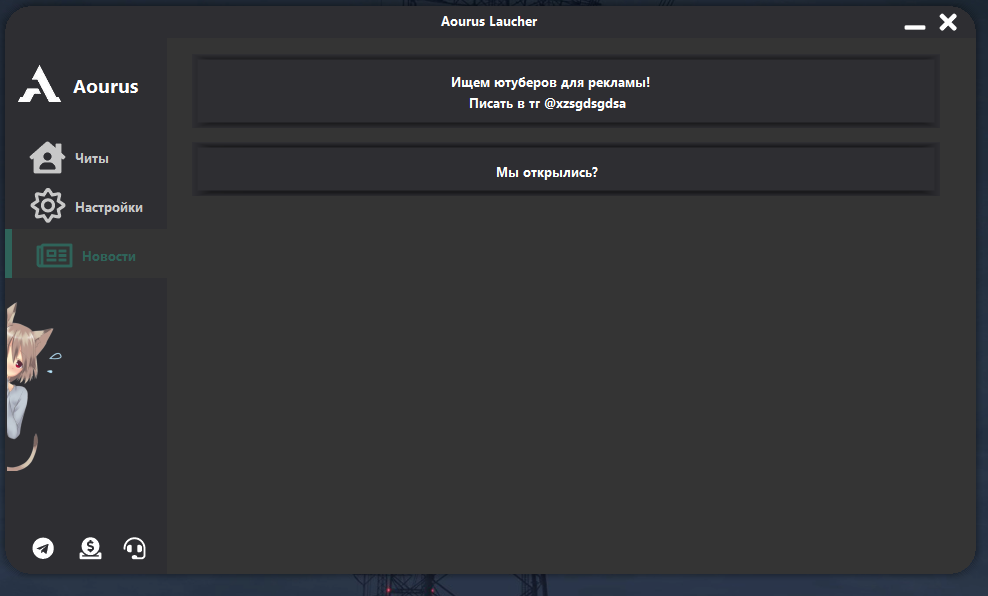 Aourus Laucher
Aourus
Читы
Настройки
Новости
Ищем ютуберов для рекламы!
Писать в тг @xzsgdsgdsa
Мы открылись?